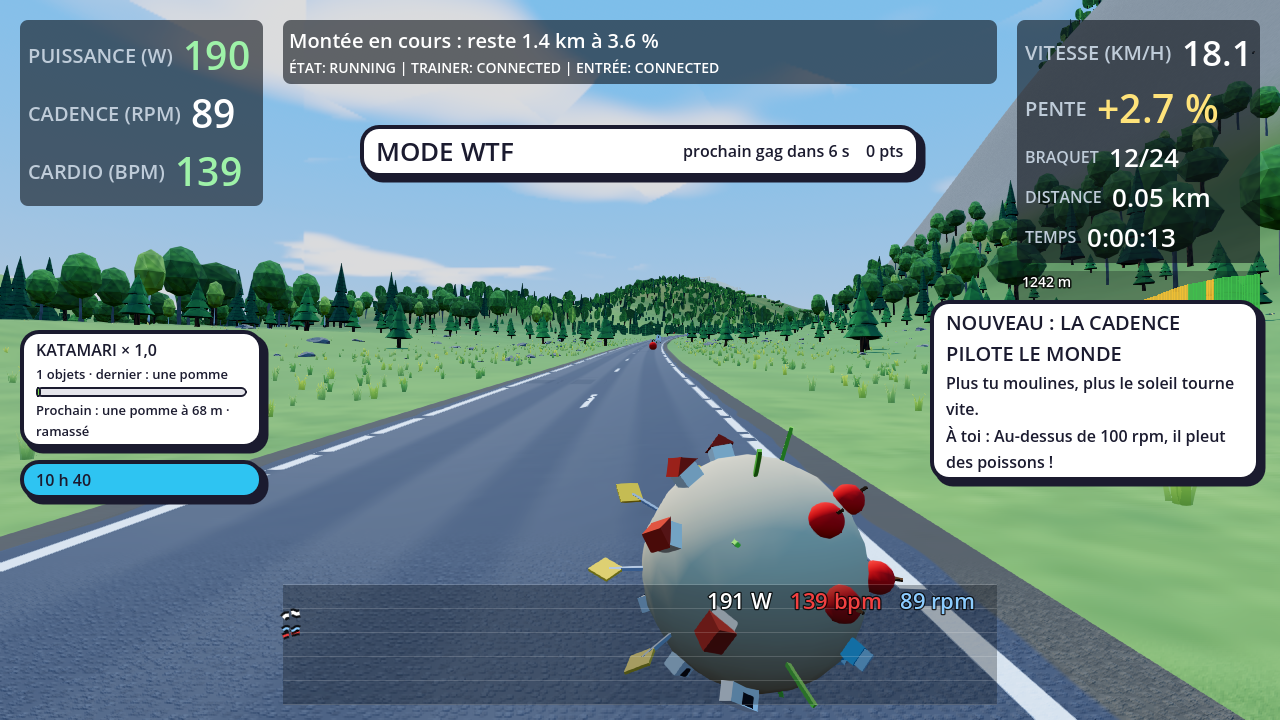 PUISSANCE (W) 190
CADENCE (RPM) 89
CARDIO (BPM) 139
Montée en cours : reste 1.4 km à 3.6 %
ÉTAT: RUNNING | TRAINER: CONNECTED | ENTRÉE: CONNECTED
MODE WTF prochain gag dans 6 s 0 pts
VITESSE (KM/H) 18.1
PENTE +2.7 %
BRAQUET 12/24
DISTANCE 0.05 km
TEMPS 0:00:13
1242 m
KATAMARI × 1,0
1 objets · dernier : une pomme
Prochain : une pomme à 68 m ·
ramassé
10 h 40
NOUVEAU : LA CADENCE
PILOTE LE MONDE
Plus tu moulines, plus le soleil tourne
vite.
À toi : Au-dessus de 100 rpm, il pleut
des poissons !
191 W 139 bpm 89 rpm